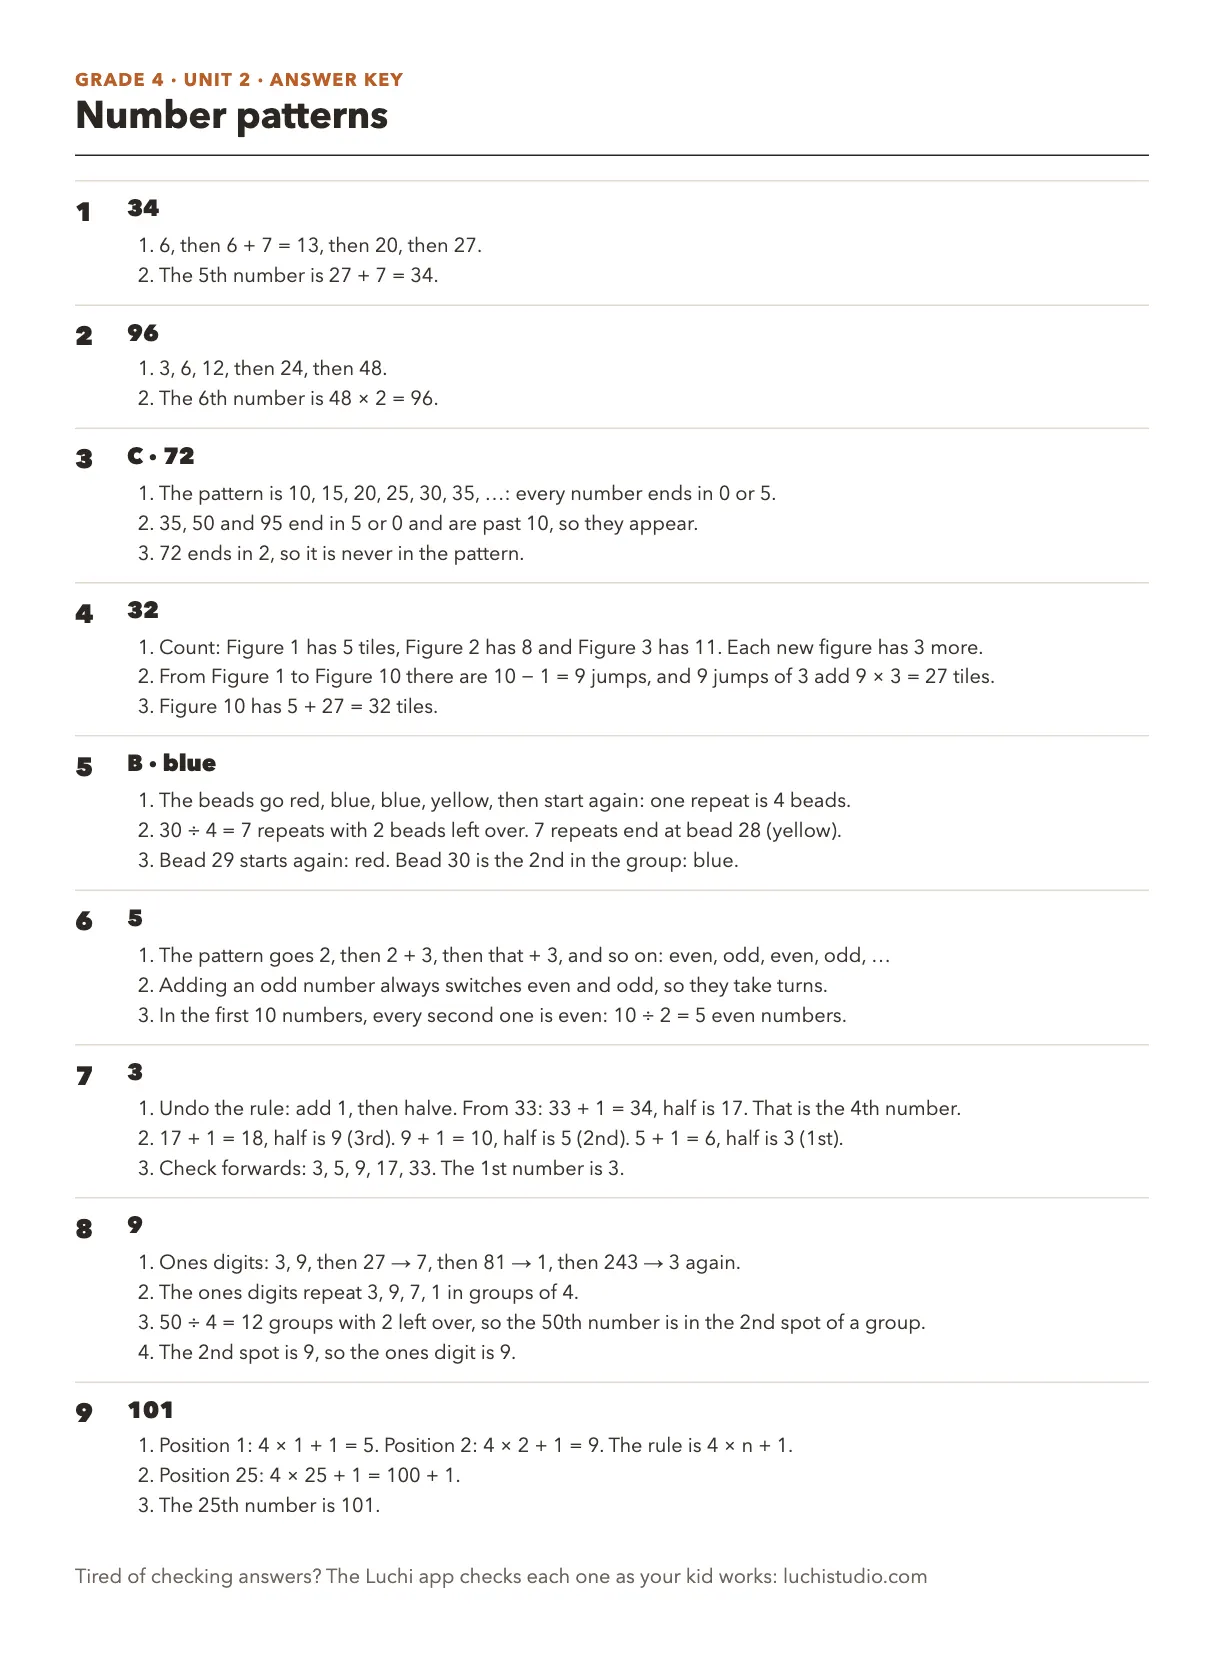 GRADE 4 · UNIT 2 · ANSWER KEY
Number patterns
1 34
1. 6, then 6 + 7 = 13, then 20, then 27.
2. The 5th number is 27 + 7 = 34.
2 96
1. 3, 6, 12, then 24, then 48.
2. The 6th number is 48 × 2 = 96.
3 C · 72
1. The pattern is 10, 15, 20, 25, 30, 35, …: every number ends in 0 or 5.
2. 35, 50 and 95 end in 5 or 0 and are past 10, so they appear.
3. 72 ends in 2, so it is never in the pattern.
4 32
1. Count: Figure 1 has 5 tiles, Figure 2 has 8 and Figure 3 has 11. Each new figure has 3 more.
2. From Figure 1 to Figure 10 there are 10 − 1 = 9 jumps, and 9 jumps of 3 add 9 × 3 = 27 tiles.
3. Figure 10 has 5 + 27 = 32 tiles.
5 B · blue
1. The beads go red, blue, blue, yellow, then start again: one repeat is 4 beads.
2. 30 ÷ 4 = 7 repeats with 2 beads left over. 7 repeats end at bead 28 (yellow).
3. Bead 29 starts again: red. Bead 30 is the 2nd in the group: blue.
6 5
1. The pattern goes 2, then 2 + 3, then that + 3, and so on: even, odd, even, odd, …
2. Adding an odd number always switches even and odd, so they take turns.
3. In the first 10 numbers, every second one is even: 10 ÷ 2 = 5 even numbers.
7 3
1. Undo the rule: add 1, then halve. From 33: 33 + 1 = 34, half is 17. That is the 4th number.
2. 17 + 1 = 18, half is 9 (3rd). 9 + 1 = 10, half is 5 (2nd). 5 + 1 = 6, half is 3 (1st).
3. Check forwards: 3, 5, 9, 17, 33. The 1st number is 3.
8 9
1. Ones digits: 3, 9, then 27 → 7, then 81 → 1, then 243 → 3 again.
2. The ones digits repeat 3, 9, 7, 1 in groups of 4.
3. 50 ÷ 4 = 12 groups with 2 left over, so the 50th number is in the 2nd spot of a group.
4. The 2nd spot is 9, so the ones digit is 9.
9 101
1. Position 1: 4 × 1 + 1 = 5. Position 2: 4 × 2 + 1 = 9. The rule is 4 × n + 1.
2. Position 25: 4 × 25 + 1 = 100 + 1.
3. The 25th number is 101.
Tired of checking answers? The Luchi app checks each one as your kid works: luchistudio.com